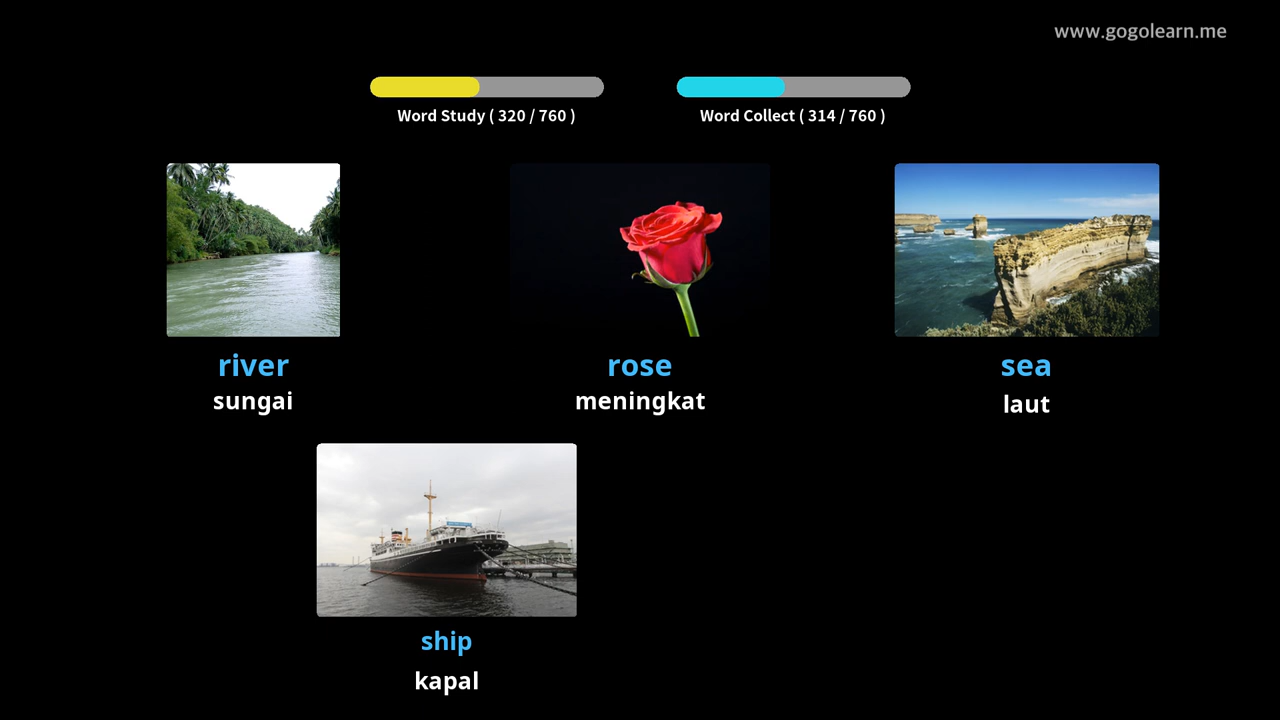 www.gogolearn.me
Word Study ( 320 / 760 )
Word Collect ( 314 / 760 )
river
sungai
rose
meningkat
sea
laut
ship
kapal